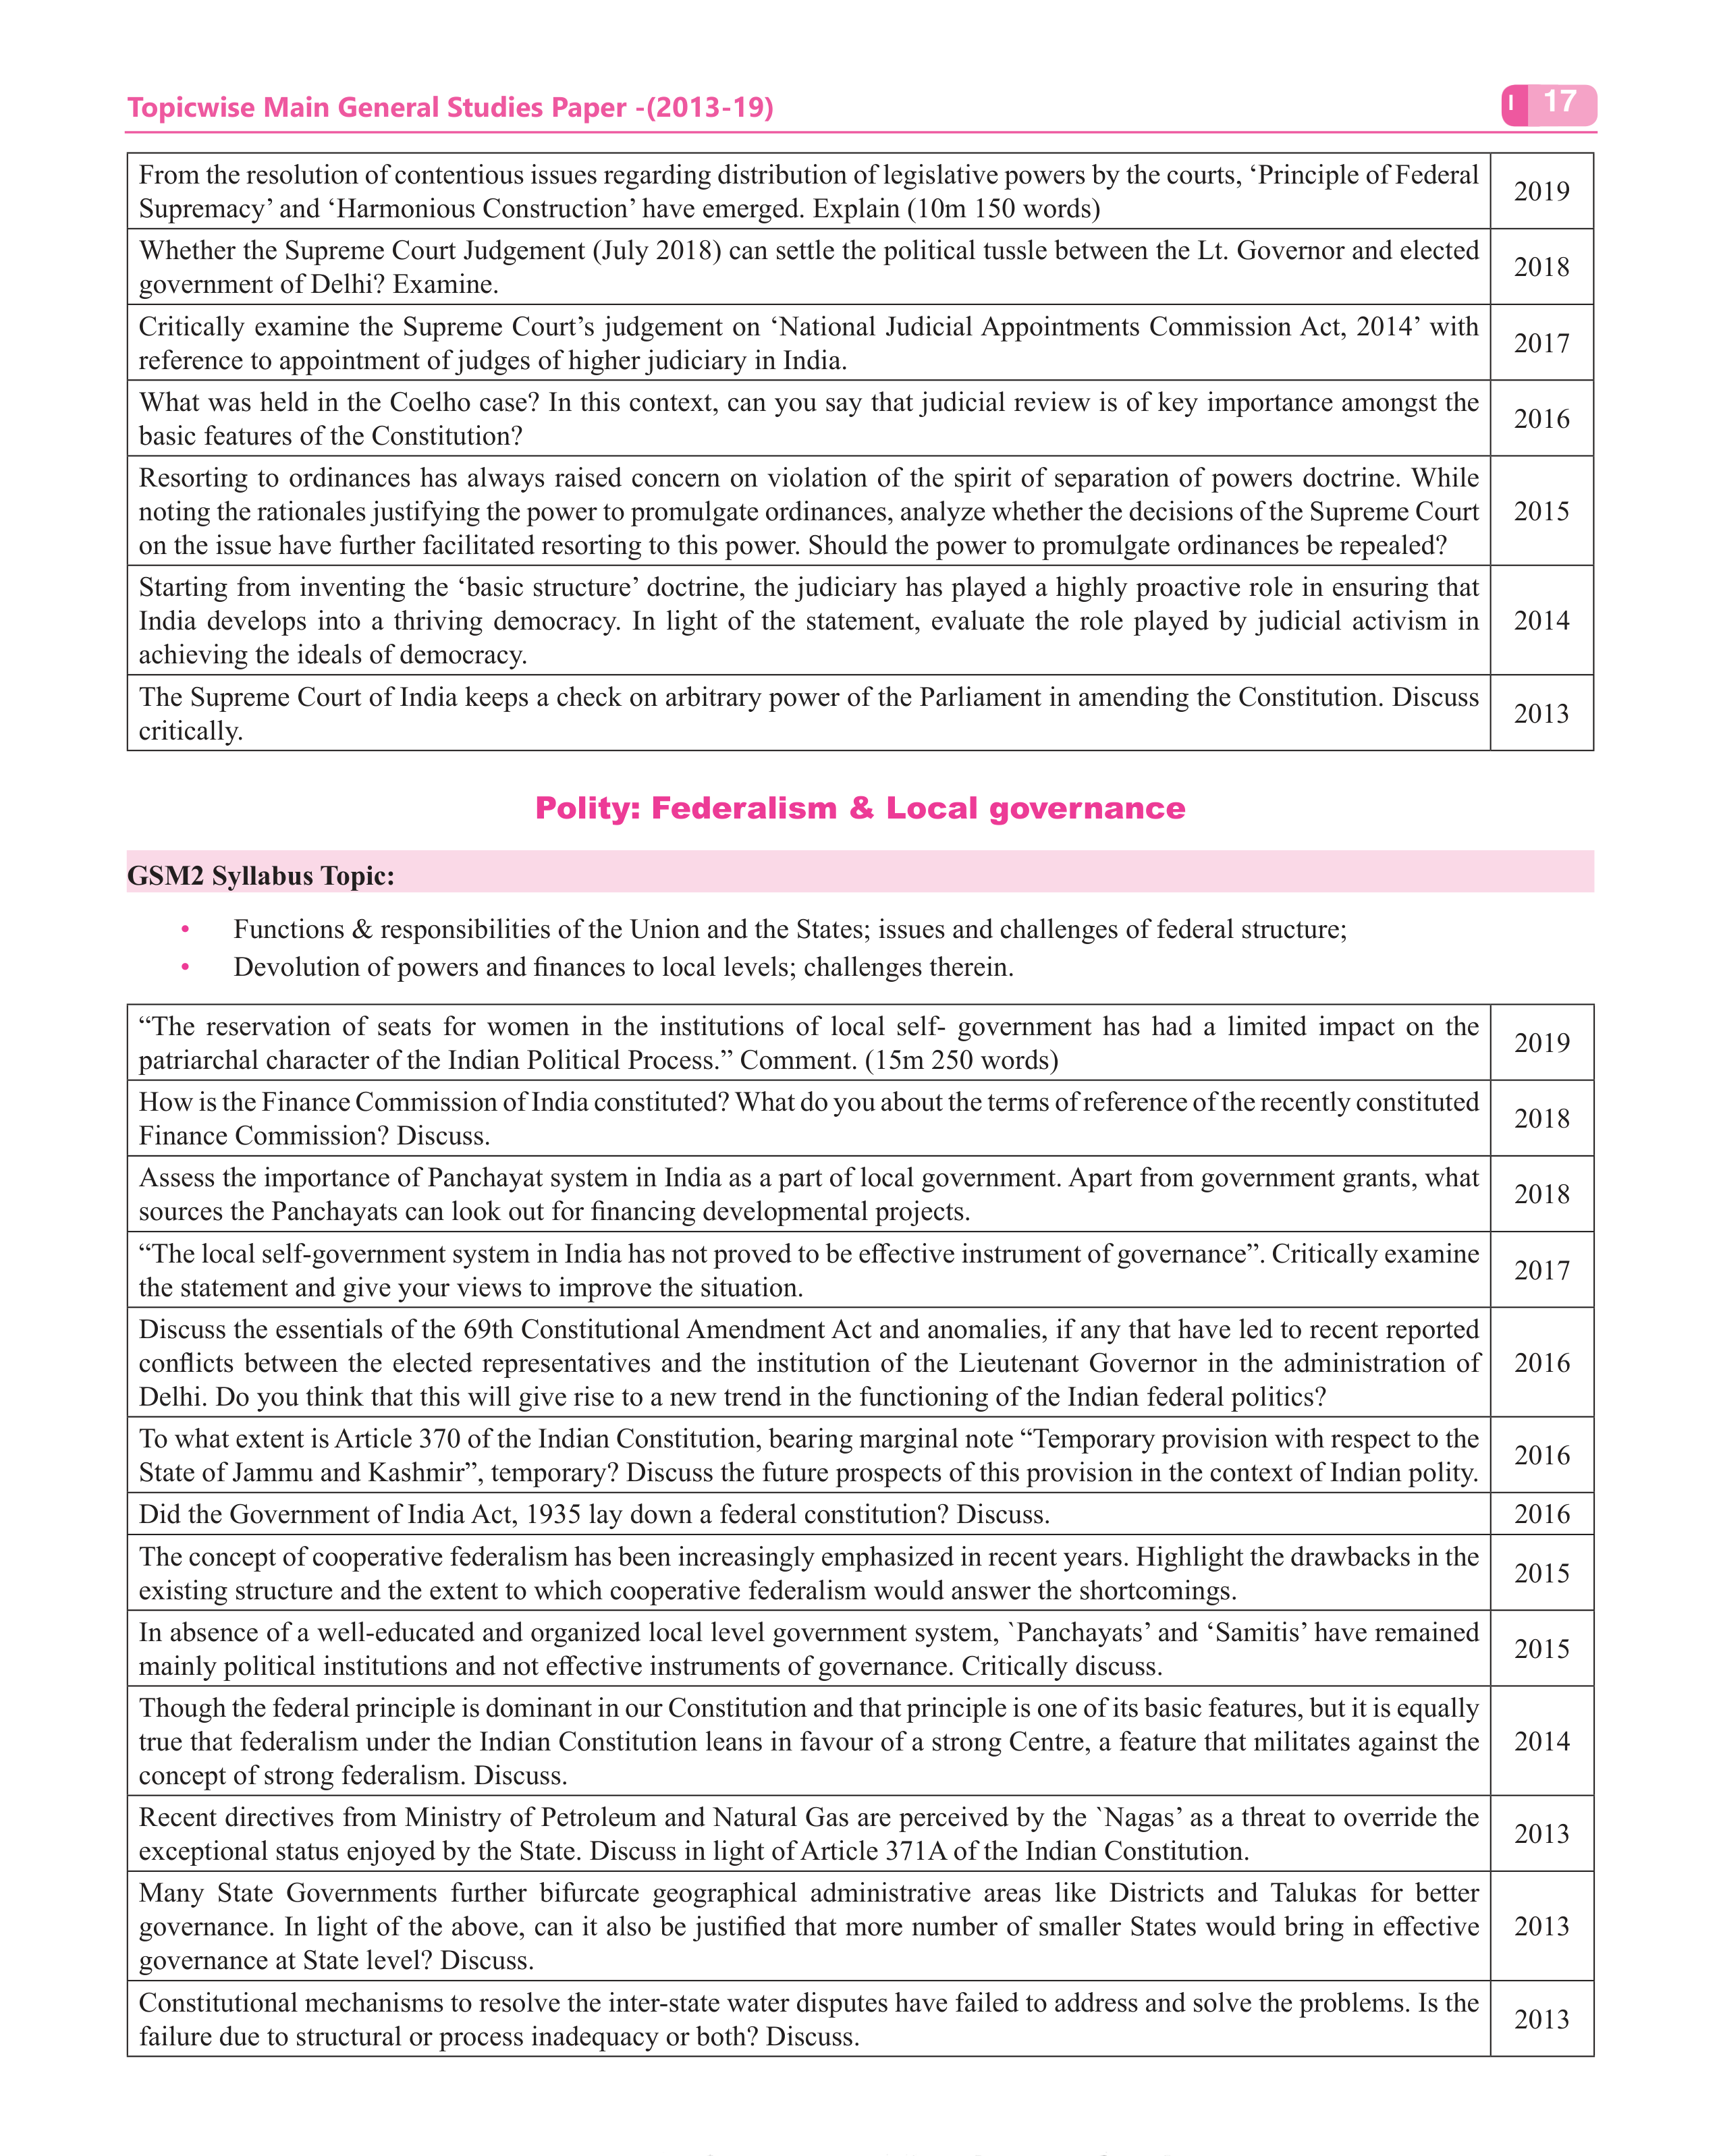 Topicwise Main General Studies Paper -(2013-19)
I 17
From the resolution of contentious issues regarding distribution of legislative powers by the courts, ‘Principle of Federal
Supremacy’ and ‘Harmonious Construction’ have emerged. Explain (10m 150 words)
2019
Whether the Supreme Court Judgement (July 2018) can settle the political tussle between the Lt. Governor and elected
government of Delhi? Examine.
2018
Critically examine the Supreme Court’s judgement on ‘National Judicial Appointments Commission Act, 2014’ with
reference to appointment of judges of higher judiciary in India.
2017
What was held in the Coelho case? In this context, can you say that judicial review is of key importance amongst the
basic features of the Constitution?
2016
Resorting to ordinances has always raised concern on violation of the spirit of separation of powers doctrine. While
noting the rationales justifying the power to promulgate ordinances, analyze whether the decisions of the Supreme Court
on the issue have further facilitated resorting to this power. Should the power to promulgate ordinances be repealed?
2015
Starting from inventing the ‘basic structure’ doctrine, the judiciary has played a highly proactive role in ensuring that
India develops into a thriving democracy. In light of the statement, evaluate the role played by judicial activism in
achieving the ideals of democracy.
2014
The Supreme Court of India keeps a check on arbitrary power of the Parliament in amending the Constitution. Discuss
critically.
2013
Polity: Federalism & Local governance
GSM2 Syllabus Topic:
• Functions & responsibilities of the Union and the States; issues and challenges of federal structure;
• Devolution of powers and finances to local levels; challenges therein.
“The reservation of seats for women in the institutions of local self- government has had a limited impact on the
patriarchal character of the Indian Political Process.” Comment. (15m 250 words)
2019
How is the Finance Commission of India constituted? What do you about the terms of reference of the recently constituted
Finance Commission? Discuss.
2018
Assess the importance of Panchayat system in India as a part of local government. Apart from government grants, what
sources the Panchayats can look out for financing developmental projects.
2018
“The local self-government system in India has not proved to be effective instrument of governance”. Critically examine
the statement and give your views to improve the situation.
2017
Discuss the essentials of the 69th Constitutional Amendment Act and anomalies, if any that have led to recent reported
conflicts between the elected representatives and the institution of the Lieutenant Governor in the administration of
Delhi. Do you think that this will give rise to a new trend in the functioning of the Indian federal politics?
2016
To what extent is Article 370 of the Indian Constitution, bearing marginal note “Temporary provision with respect to the
State of Jammu and Kashmir”, temporary? Discuss the future prospects of this provision in the context of Indian polity.
2016
Did the Government of India Act, 1935 lay down a federal constitution? Discuss.
2016
The concept of cooperative federalism has been increasingly emphasized in recent years. Highlight the drawbacks in the
existing structure and the extent to which cooperative federalism would answer the shortcomings.
2015
In absence of a well-educated and organized local level government system, `Panchayats’ and ‘Samitis’ have remained
mainly political institutions and not effective instruments of governance. Critically discuss.
2015
Though the federal principle is dominant in our Constitution and that principle is one of its basic features, but it is equally
true that federalism under the Indian Constitution leans in favour of a strong Centre, a feature that militates against the
concept of strong federalism. Discuss.
2014
Recent directives from Ministry of Petroleum and Natural Gas are perceived by the `Nagas’ as a threat to override the
exceptional status enjoyed by the State. Discuss in light of Article 371A of the Indian Constitution.
2013
Many State Governments further bifurcate geographical administrative areas like Districts and Talukas for better
governance. In light of the above, can it also be justified that more number of smaller States would bring in effective
governance at State level? Discuss.
2013
Constitutional mechanisms to resolve the inter-state water disputes have failed to address and solve the problems. Is the
failure due to structural or process inadequacy or both? Discuss.
2013